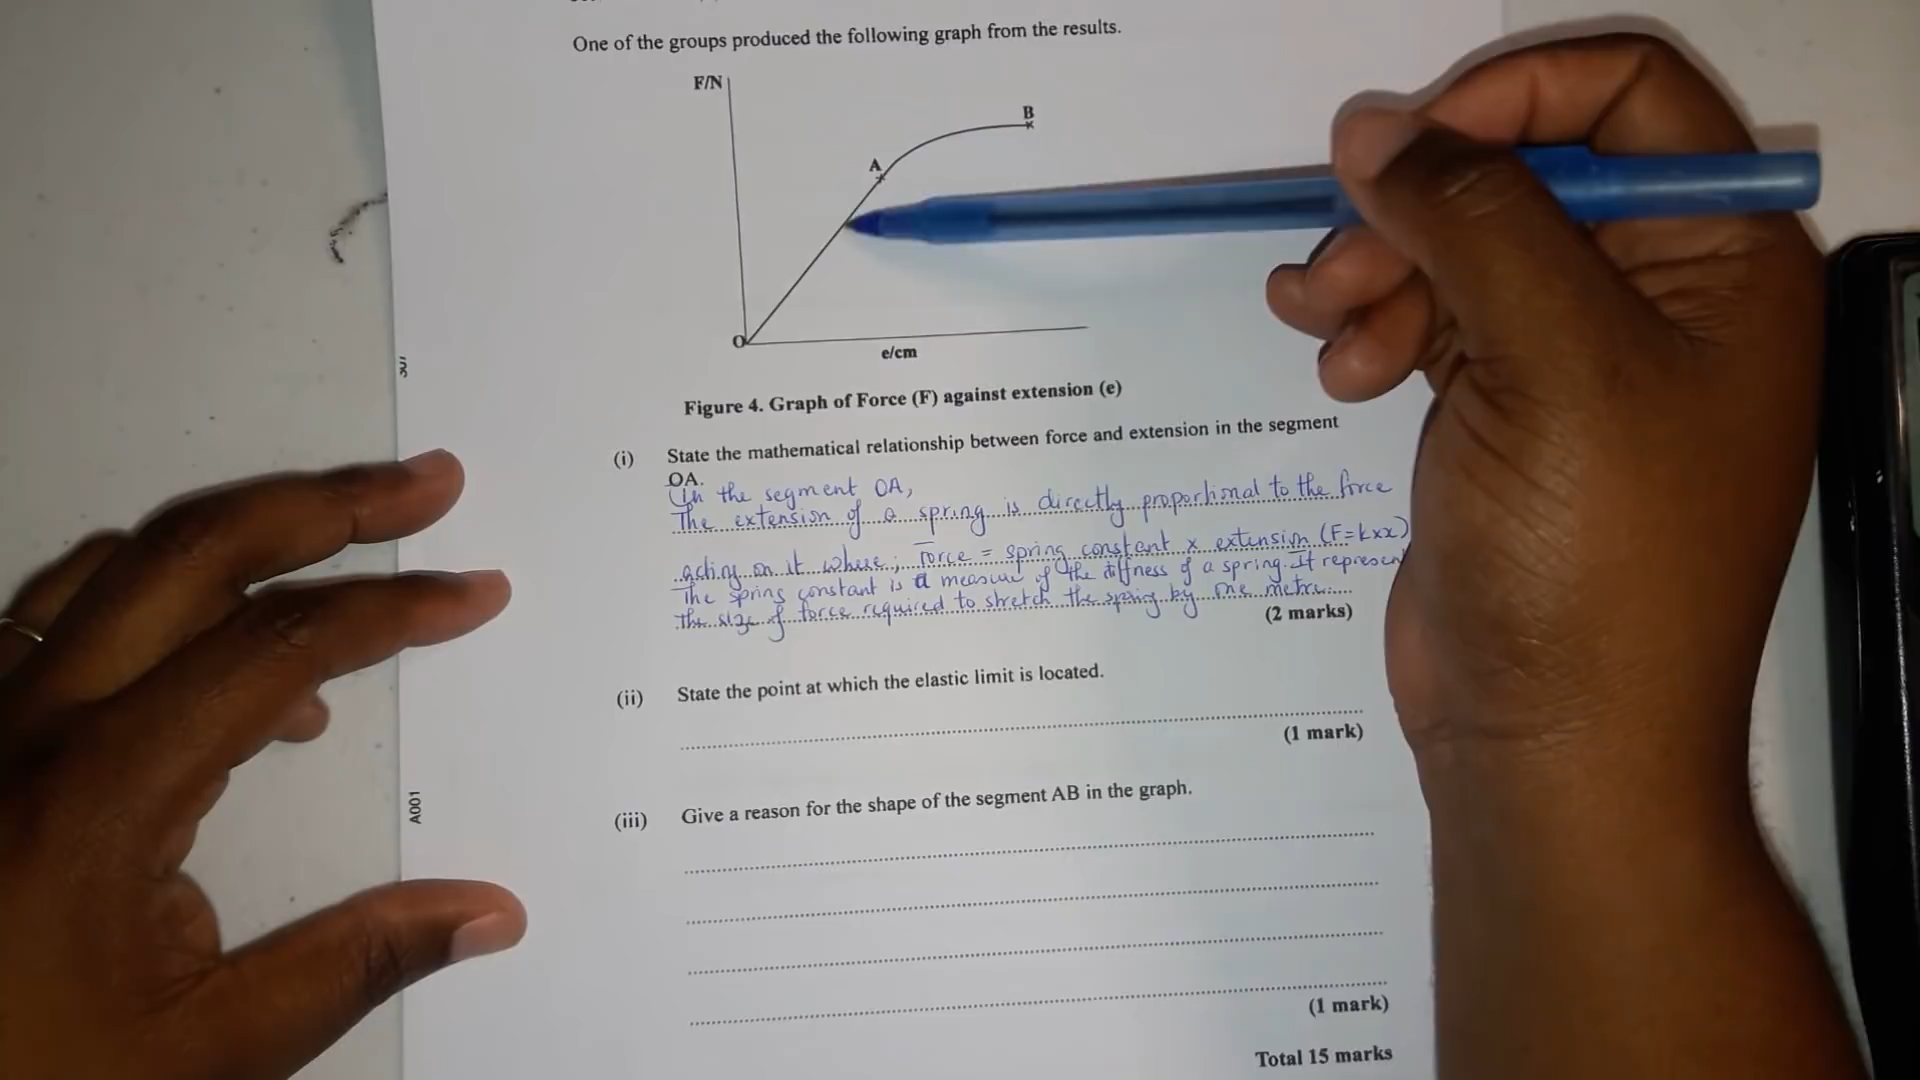 One of the groups produced the following graph from the results.
F/N
B
A
O
e/cm
Figure 4. Graph of Force (F) against extension (e)
(i) State the mathematical relationship between force and extension in the segment
OA.
In the segment OA,
The extension of a spring is directly proportional to the force
acting on it where; Force = spring constant x extension (F=kxx)
The spring constant is a measure of the stiffness of a spring. It represen
the size of force required to stretch the spring by one metre.
(2 marks)
(ii) State the point at which the elastic limit is located.
(1 mark)
(iii) Give a reason for the shape of the segment AB in the graph.
(1 mark)
Total 15 marks
A001